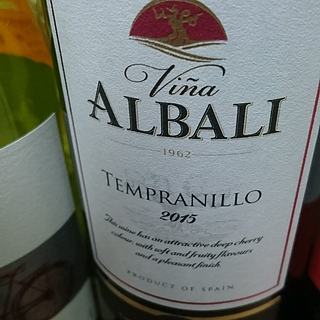 Viña
ALBALI
1962
TEMPRANILLO
2015
This wine has an attractive deep cherry
colour, with soft and fruity flavours
and a pleasant finish
PRODUCT OF SPAIN